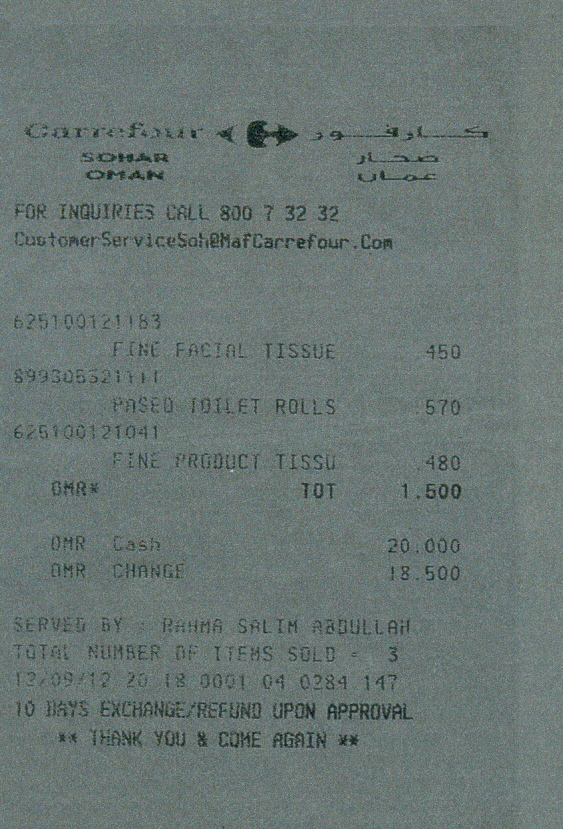 Carrefour كارفور
SOHAR صحار
OMAN عمان
FOR INQUIRIES CALL 800 7 32 32
CustomerServiceSoh@MafCarrefour.Com
625100121183
FINE FACIAL TISSUE .450
899305321111
PASEO TOILET ROLLS .570
625100121041
FINE PRODUCT TISSU .480
OMR* TOT 1.500
OMR Cash 20.000
OMR CHANGE 18.500
SERVED BY : RAHMA SALIM ABDULLAH
TOTAL NUMBER OF ITEMS SOLD = 3
12/09/12 20 18 0001 04 0284 147
10 DAYS EXCHANGE/REFUND UPON APPROVAL
** THANK YOU & COME AGAIN **